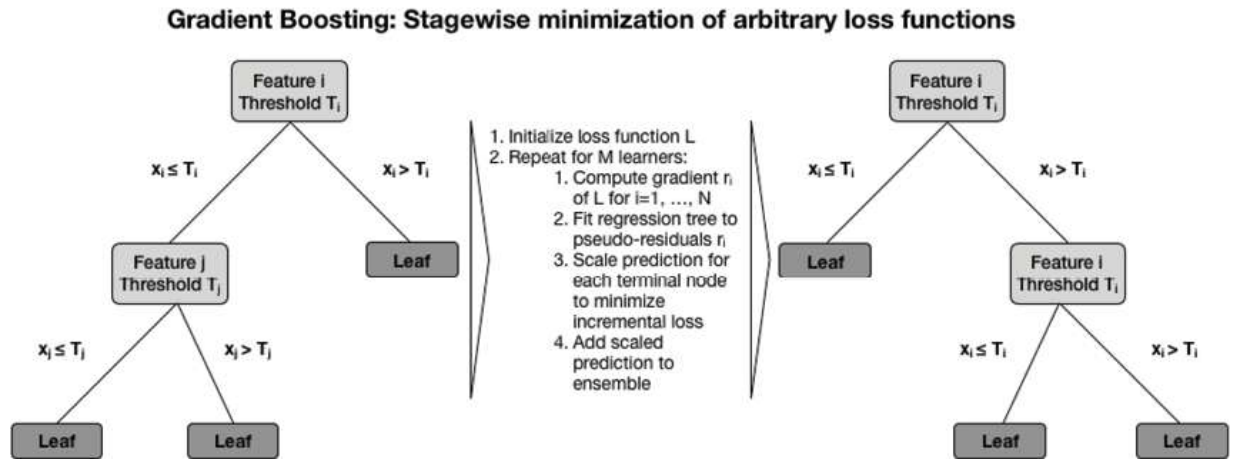 Gradient Boosting: Stagewise minimization of arbitrary loss functions
Feature i
Threshold Ti
xi ≤ Ti
xi > Ti
Feature j
Threshold Tj
Leaf
xj ≤ Tj
xj > Tj
Leaf
Leaf
1. Initialize loss function L
2. Repeat for M learners:
1. Compute gradient ri
of L for i=1, ..., N
2. Fit regression tree to
pseudo-residuals ri
3. Scale prediction for
each terminal node
to minimize
incremental loss
4. Add scaled
prediction to
ensemble
Feature i
Threshold Ti
xi ≤ Ti
xi > Ti
Leaf
Feature i
Threshold Ti
xi ≤ Ti
xi > Ti
Leaf
Leaf